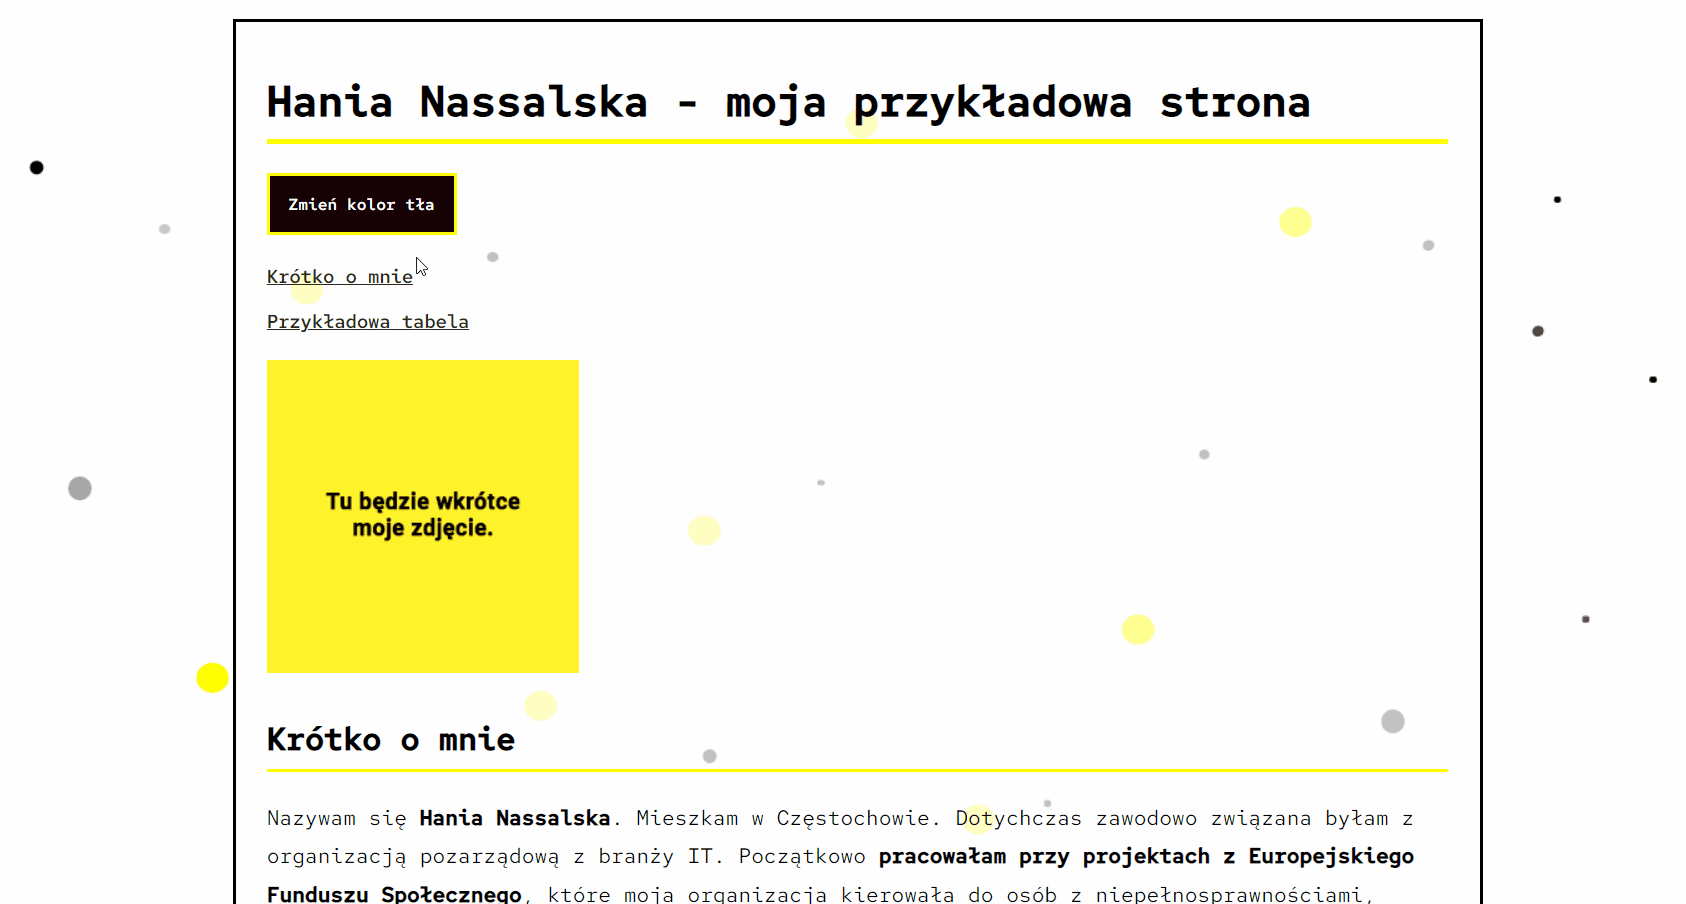 Hania Nassalska - moja przykładowa strona
Zmień kolor tła
Krótko o mnie
Przykładowa tabela
Tu będzie wkrótce
moje zdjęcie.
Krótko o mnie
Nazywam się Hania Nassalska. Mieszkam w Częstochowie. Dotychczas zawodowo związana byłam z
organizacją pozarządową z branży IT. Początkowo pracowałam przy projektach z Europejskiego
Funduszu Społecznego, które moja organizacja kierowała do osób z niepełnosprawnościami,